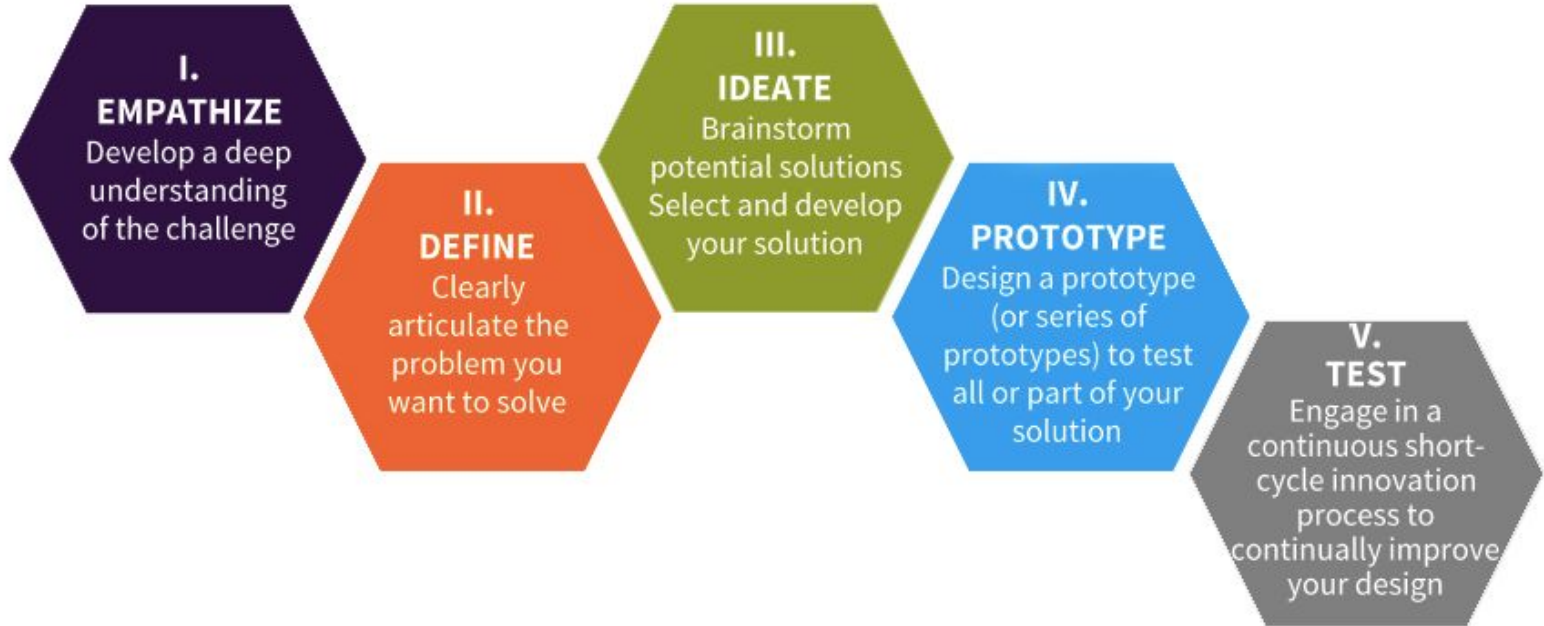 I.
EMPATHIZE
Develop a deep
understanding
of the challenge
II.
DEFINE
Clearly
articulate the
problem you
want to solve
III.
IDEATE
Brainstorm
potential solutions
Select and develop
your solution
IV.
PROTOTYPE
Design a prototype
(or series of
prototypes) to test
all or part of your
solution
V.
TEST
Engage in a
continuous short-
cycle innovation
process to
continually improve
your design